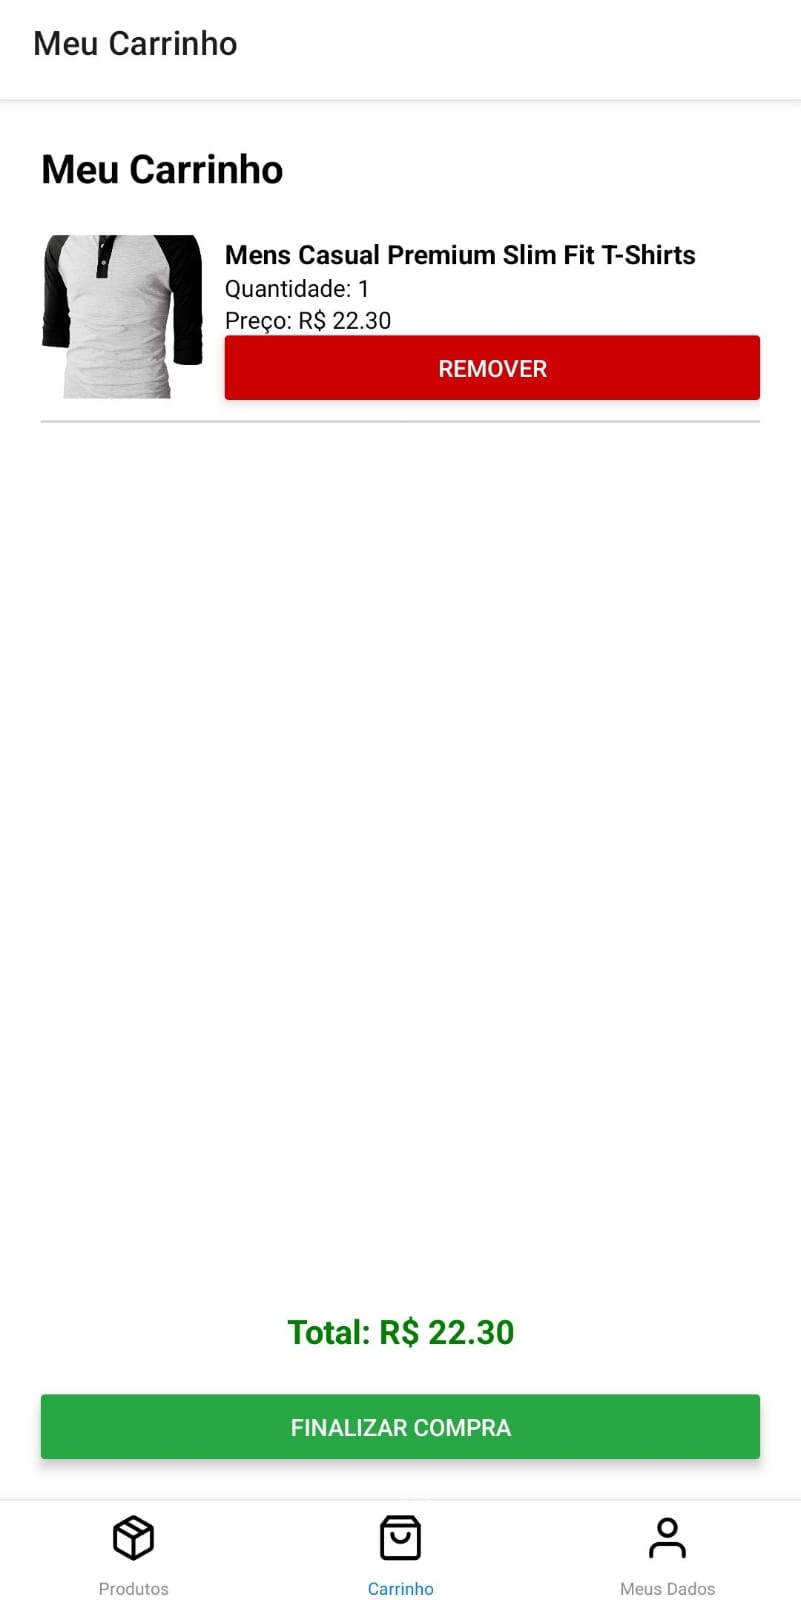 Meu Carrinho
Meu Carrinho
Mens Casual Premium Slim Fit T-Shirts
Quantidade: 1
Preço: R$ 22.30
REMOVER
Total: R$ 22.30
FINALIZAR COMPRA
Produtos
Carrinho
Meus Dados